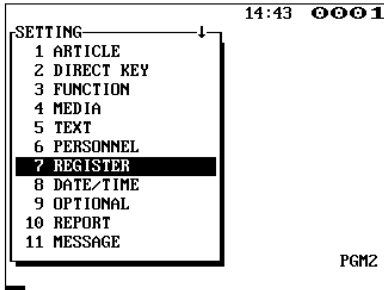 14:43 0001
SETTING ↓
1 ARTICLE
2 DIRECT KEY
3 FUNCTION
4 MEDIA
5 TEXT
6 PERSONNEL
7 REGISTER
8 DATE/TIME
9 OPTIONAL
10 REPORT
11 MESSAGE
PGM2